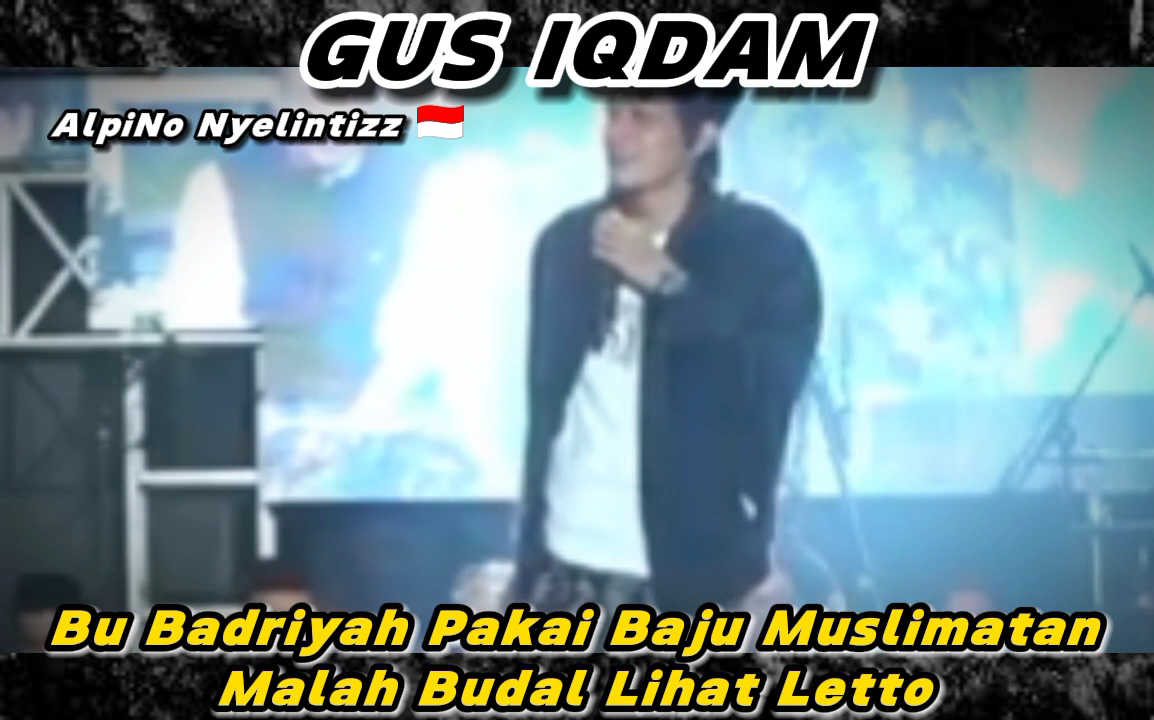 GUS IQDAM
AlpiNo Nyelintizz
Bu Badriyah Pakai Baju Muslimatan
Malah Budal Lihat Letto